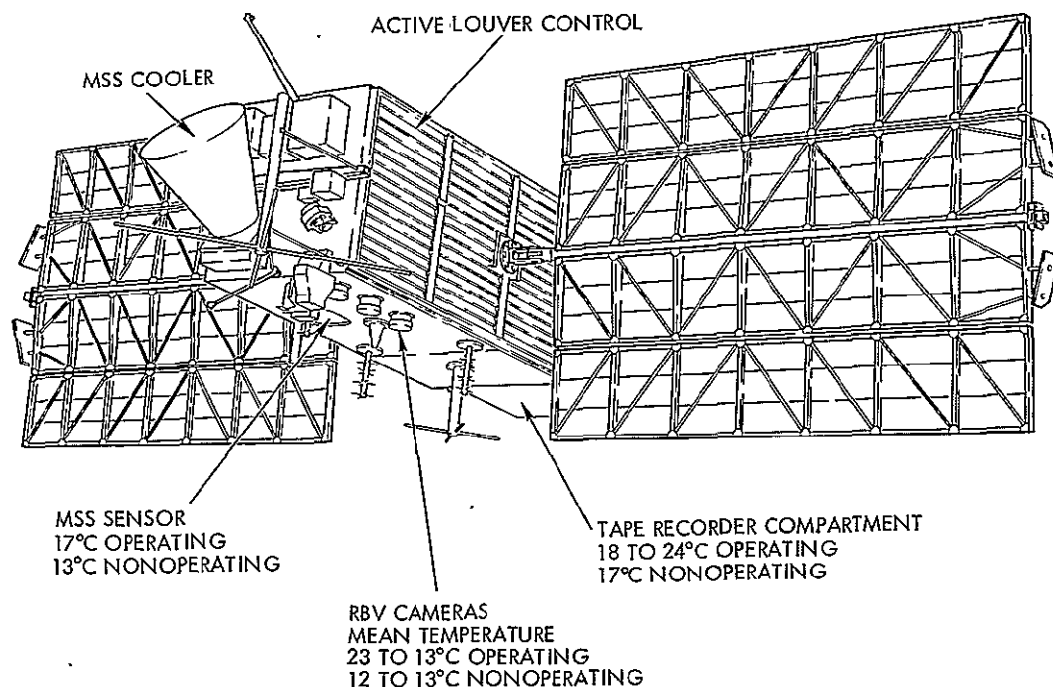 ACTIVE LOUVER CONTROL
MSS COOLER
MSS SENSOR
17°C OPERATING
13°C NONOPERATING
TAPE RECORDER COMPARTMENT
18 TO 24°C OPERATING
17°C NONOPERATING
RBV CAMERAS
MEAN TEMPERATURE
23 TO 13°C OPERATING
12 TO 13°C NONOPERATING